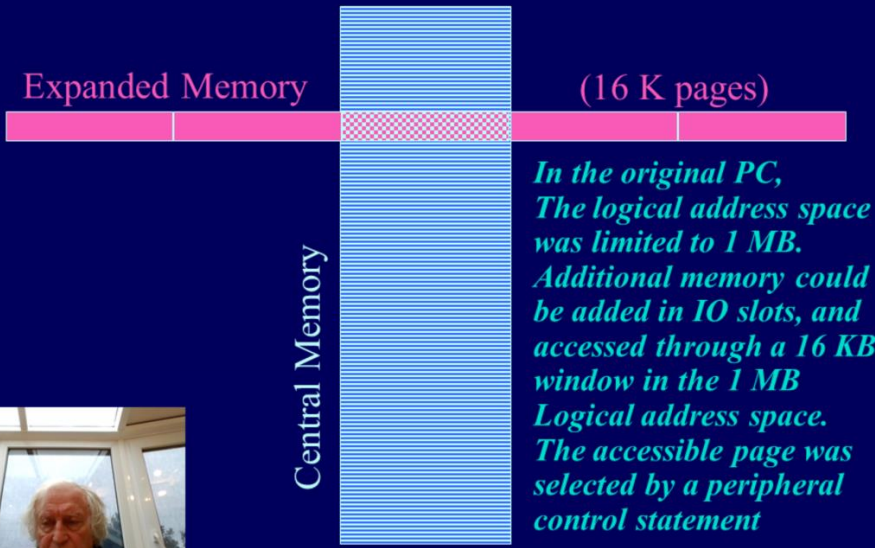 Expanded Memory
(16 K pages)
Central Memory
In the original PC,
The logical address space
was limited to 1 MB.
Additional memory could
be added in IO slots, and
accessed through a 16 KB
window in the 1 MB
Logical address space.
The accessible page was
selected by a peripheral
control statement